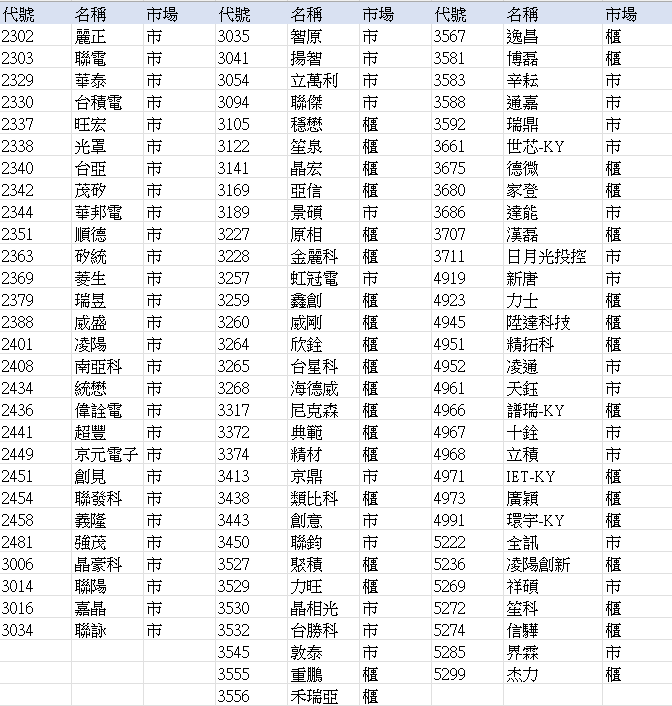 代號 名稱 市場 代號 名稱 市場 代號 名稱 市場
2302 麗正 市 3035 智原 市 3567 逸昌 櫃
2303 聯電 市 3041 揚智 市 3581 博磊 櫃
2329 華泰 市 3054 立萬利 市 3583 辛耘 市
2330 台積電 市 3094 聯傑 市 3588 通嘉 市
2337 旺宏 市 3105 穩懋 櫃 3592 瑞鼎 市
2338 光罩 市 3122 笙泉 櫃 3661 世芯-KY 市
2340 台亞 市 3141 晶宏 櫃 3675 德微 櫃
2342 茂矽 市 3169 亞信 櫃 3680 家登 櫃
2344 華邦電 市 3189 景碩 市 3686 達能 市
2351 順德 市 3227 原相 櫃 3707 漢磊 櫃
2363 矽統 市 3228 金麗科 櫃 3711 日月光投控 市
2369 菱生 市 3257 虹冠電 市 4919 新唐 市
2379 瑞昱 市 3259 鑫創 櫃 4923 力士 櫃
2388 威盛 市 3260 威剛 櫃 4945 陞達科技 櫃
2401 凌陽 市 3264 欣銓 櫃 4951 精拓科 櫃
2408 南亞科 市 3265 台星科 櫃 4952 凌通 市
2434 統懋 市 3268 海德威 櫃 4961 天鈺 市
2436 偉詮電 市 3317 尼克森 櫃 4966 譜瑞-KY 櫃
2441 超豐 市 3372 典範 櫃 4967 十銓 市
2449 京元電子 市 3374 精材 櫃 4968 立積 市
2451 創見 市 3413 京鼎 市 4971 IET-KY 櫃
2454 聯發科 市 3438 類比科 櫃 4973 廣穎 櫃
2458 義隆 市 3443 創意 市 4991 環宇-KY 櫃
2481 強茂 市 3450 聯鈞 市 5222 全訊 市
3006 晶豪科 市 3527 聚積 櫃 5236 凌陽創新 櫃
3014 聯陽 市 3529 力旺 櫃 5269 祥碩 市
3016 嘉晶 市 3530 晶相光 市 5272 笙科 櫃
3034 聯詠 市 3532 台勝科 市 5274 信驊 櫃
3545 敦泰 市 5285 界霖 市
3555 重鵬 櫃 5299 杰力 櫃
3556 禾瑞亞 櫃